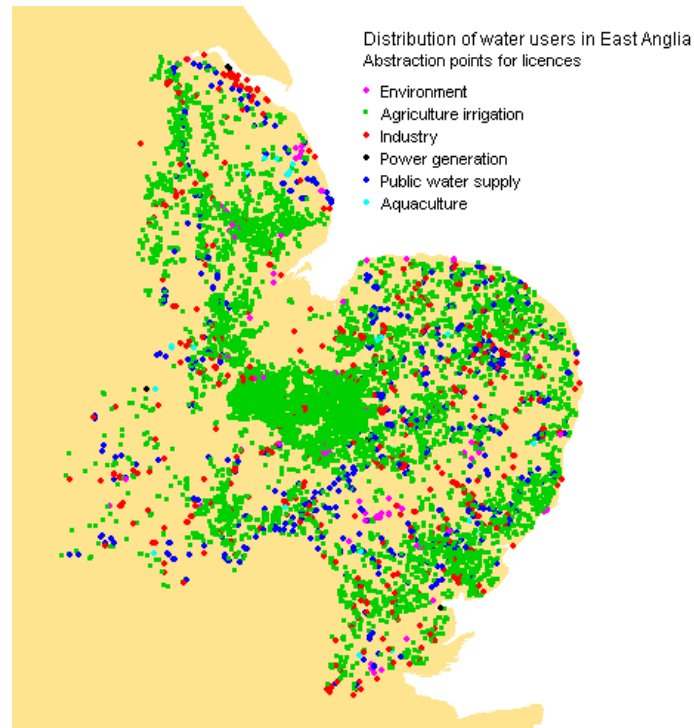 Distribution of water users in East Anglia
Abstraction points for licences
Environment
Agriculture irrigation
Industry
Power generation
Public water supply
Aquaculture